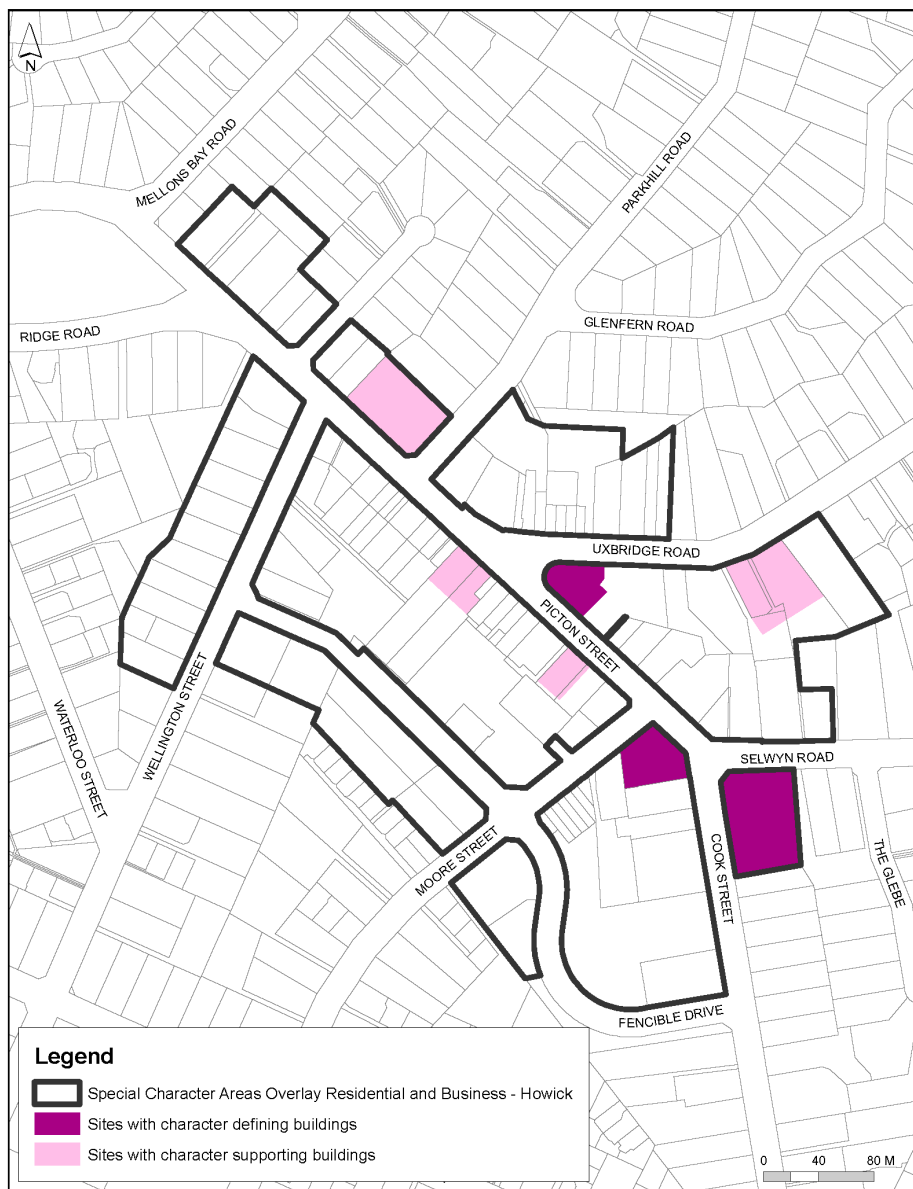 N
MELLONS BAY ROAD
PARKHILL ROAD
RIDGE ROAD
GLENFERN ROAD
UXBRIDGE ROAD
PICTON STREET
WELLINGTON STREET
WATERLOO STREET
SELWYN ROAD
MOORE STREET
COOK STREET
THE GLEBE
FENCIBLE DRIVE
Legend
Special Character Areas Overlay Residential and Business - Howick
Sites with character defining buildings
Sites with character supporting buildings
0 40 80 M